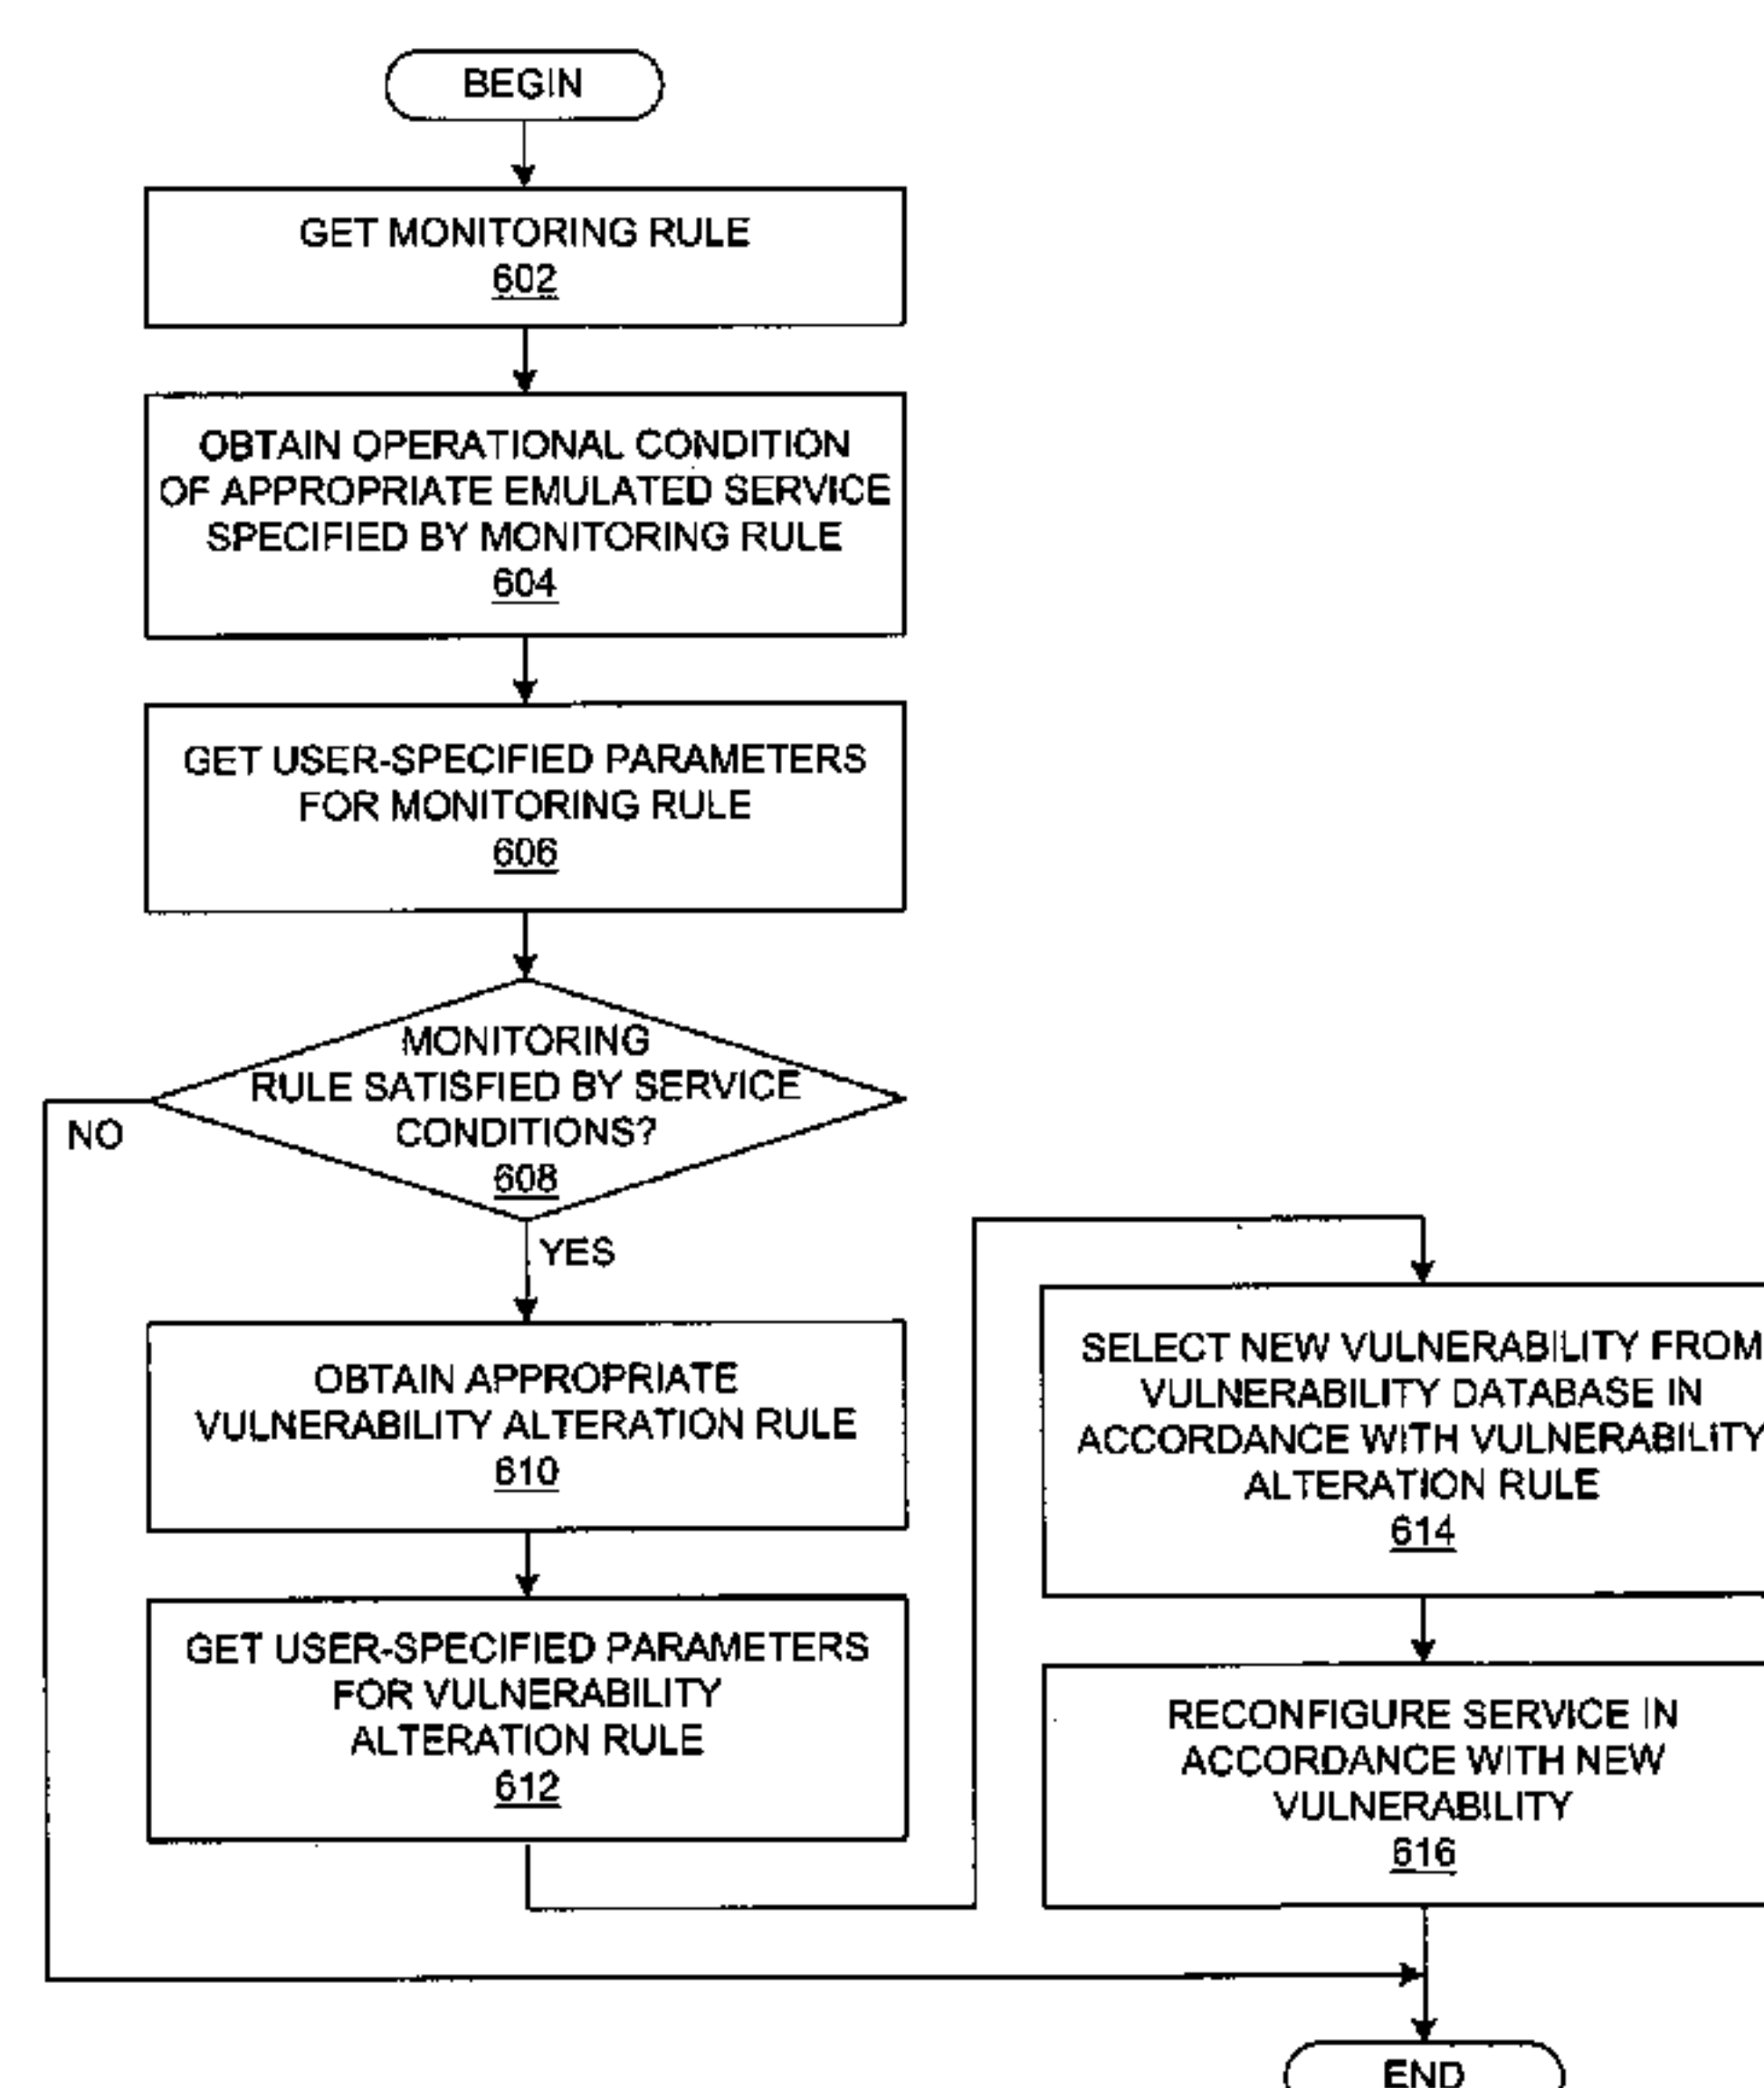 BEGIN
GET MONITORING RULE
602
OBTAIN OPERATIONAL CONDITION
OF APPROPRIATE EMULATED SERVICE
SPECIFIED BY MONITORING RULE
604
GET USER-SPECIFIED PARAMETERS
FOR MONITORING RULE
606
MONITORING
RULE SATISFIED BY SERVICE
CONDITIONS?
608
NO
YES
OBTAIN APPROPRIATE
VULNERABILITY ALTERATION RULE
610
GET USER-SPECIFIED PARAMETERS
FOR VULNERABILITY
ALTERATION RULE
612
SELECT NEW VULNERABILITY FROM
VULNERABILITY DATABASE IN
ACCORDANCE WITH VULNERABILITY
ALTERATION RULE
614
RECONFIGURE SERVICE IN
ACCORDANCE WITH NEW
VULNERABILITY
616
END